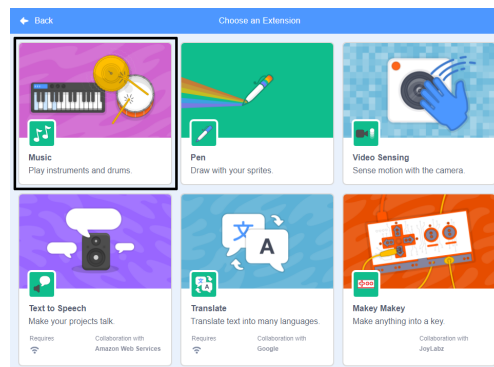 Back
Choose an Extension
Music
Play instruments and drums.
Pen
Draw with your sprites.
Video Sensing
Sense motion with the camera.
Text to Speech
Make your projects talk.
Requires
Collaboration with
Amazon Web Services
Translate
Translate text into many languages.
Requires
Collaboration with
Google
Makey Makey
Make anything into a key.
Collaboration with
JoyLabz
文
A